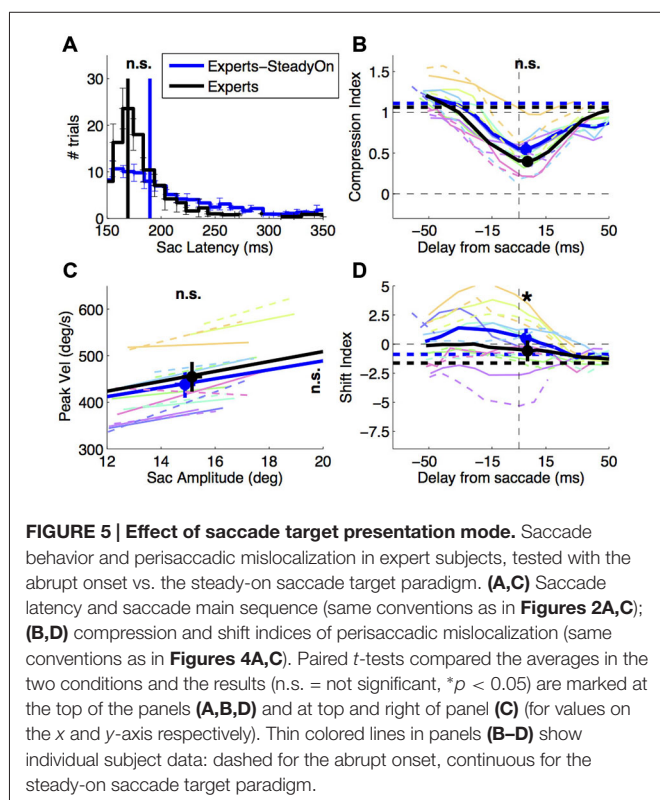 A
n.s.
Experts-SteadyOn
Experts
# trials
30
20
10
0
150
200
250
300
350
Sac Latency (ms)
B
n.s.
Compression Index
1.5
1
0.5
0
-50
-15
15
50
Delay from saccade (ms)
C
n.s.
Peak Vel (deg/s)
600
500
400
300
n.s.
12
14
16
18
20
Sac Amplitude (deg)
D
*
Shift Index
5
2.5
0
-2.5
-5
-7.5
-50
-15
15
50
Delay from saccade (ms)
FIGURE 5 | Effect of saccade target presentation mode. Saccade
behavior and perisaccadic mislocalization in expert subjects, tested with the
abrupt onset vs. the steady-on saccade target paradigm. (A,C) Saccade
latency and saccade main sequence (same conventions as in Figures 2A,C);
(B,D) compression and shift indices of perisaccadic mislocalization (same
conventions as in Figures 4A,C). Paired t-tests compared the averages in the
two conditions and the results (n.s. = not significant, *p < 0.05) are marked at
the top of the panels (A,B,D) and at top and right of panel (C) (for values on
the x and y-axis respectively). Thin colored lines in panels (B–D) show
individual subject data: dashed for the abrupt onset, continuous for the
steady-on saccade target paradigm.